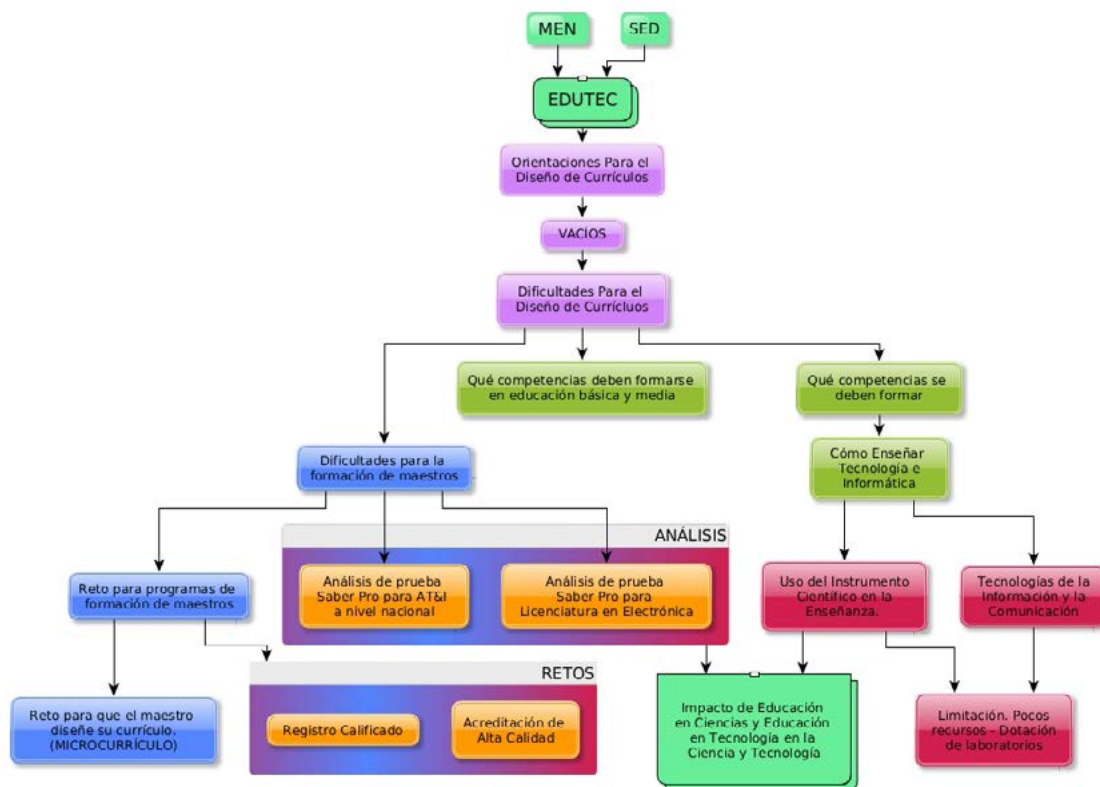 MEN
SED
EDUTEC
Orientaciones Para el
Diseño de Currículos
VACÍOS
Dificultades Para el
Diseño de Currícluos
Qué competencias deben formarse
en educación básica y media
Qué competencias se
deben formar
Dificultades para la
formación de maestros
Cómo Enseñar
Tecnología e
Informática
ANÁLISIS
Reto para programas de
formación de maestros
Análisis de prueba
Saber Pro para AT&I
a nivel nacional
Análisis de prueba
Saber Pro para
Licenciatura en Electrónica
Uso del Instrumento
Científico en la
Enseñanza.
Tecnologías de la
Información y la
Comunicación
RETOS
Reto para que el maestro
diseñe su currículo.
(MICROCURRÍCULO)
Registro Calificado
Acreditación de
Alta Calidad
Impacto de Educación
en Ciencias y Educación
en Tecnología en la
Ciencia y Tecnología
Limitación. Pocos
recursos - Dotación
de laboratorios